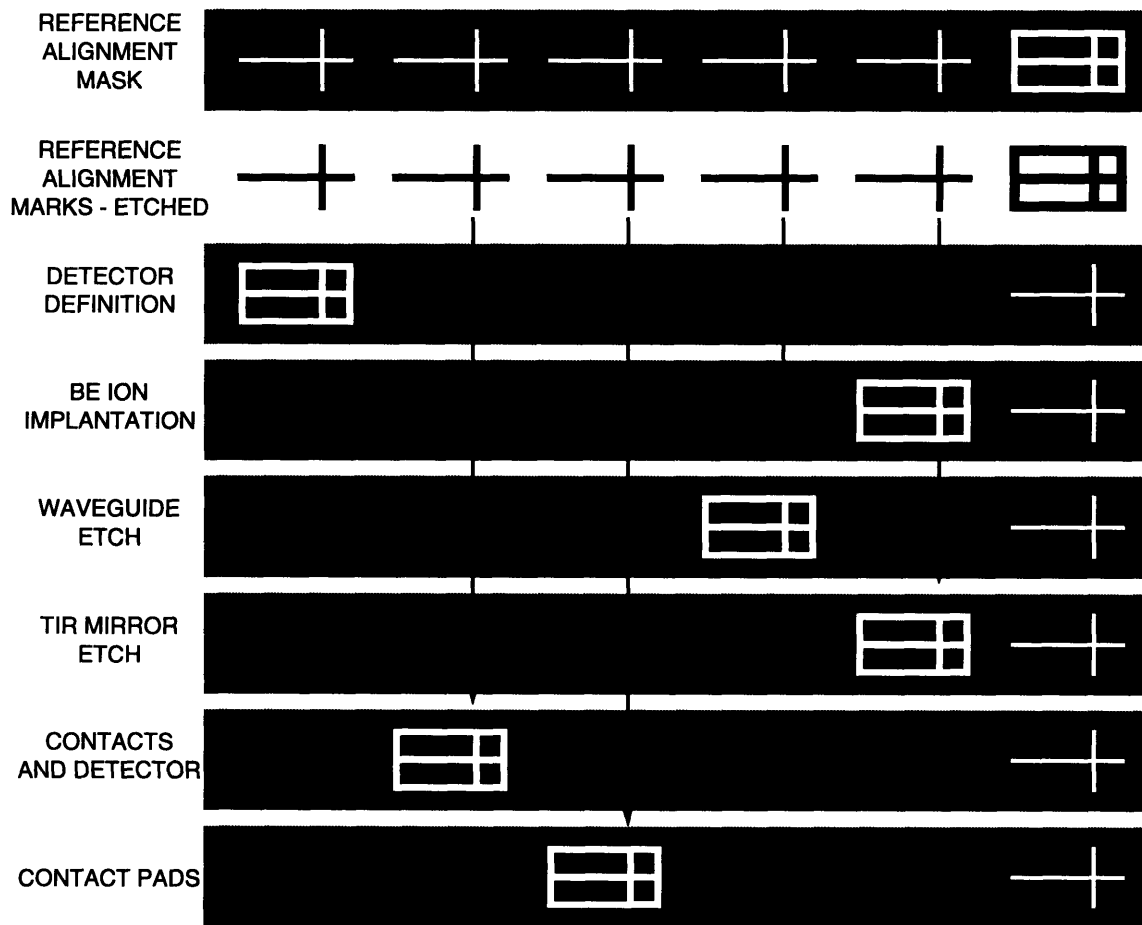 REFERENCE
ALIGNMENT
MASK
REFERENCE
ALIGNMENT
MARKS - ETCHED
DETECTOR
DEFINITION
BE ION
IMPLANTATION
WAVEGUIDE
ETCH
TIR MIRROR
ETCH
CONTACTS
AND DETECTOR
CONTACT PADS